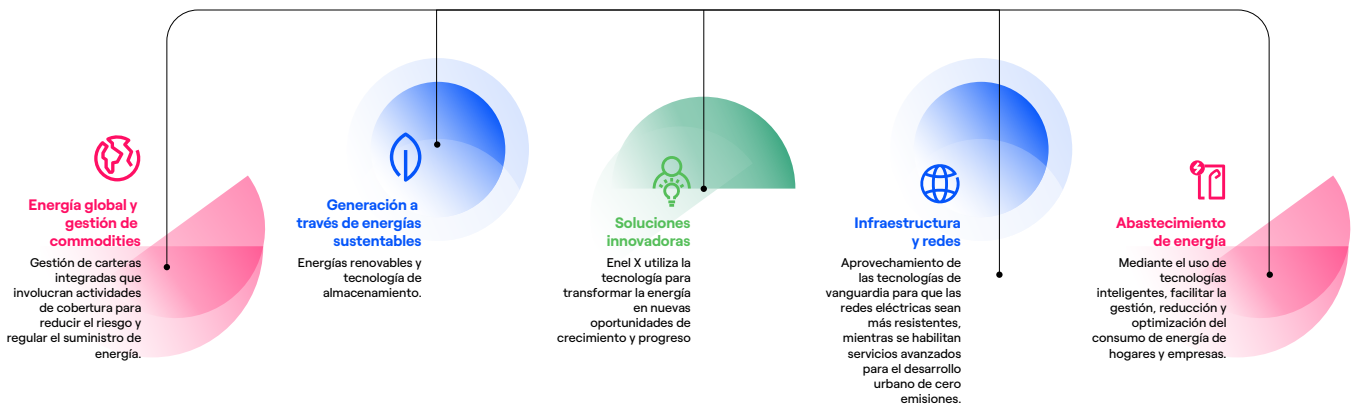 Energía global y
gestión de
commodities
Gestión de carteras
integradas que
involucran actividades
de cobertura para
reducir el riesgo y
regular el suministro de
energía.
Generación a
través de energías
sustentables
Energías renovables y
tecnología de
almacenamiento.
Soluciones
innovadoras
Enel X utiliza la
tecnología para
transformar la energía
en nuevas
oportunidades de
crecimiento y progreso
Infraestructura
y redes
Aprovechamiento de
las tecnologías de
vanguardia para que las
redes eléctricas sean
más resistentes,
mientras se habilitan
servicios avanzados
para el desarrollo
urbano de cero
emisiones.
Abastecimiento
de energía
Mediante el uso de
tecnologías
inteligentes, facilitar la
gestión, reducción y
optimización del
consumo de energía de
hogares y empresas.